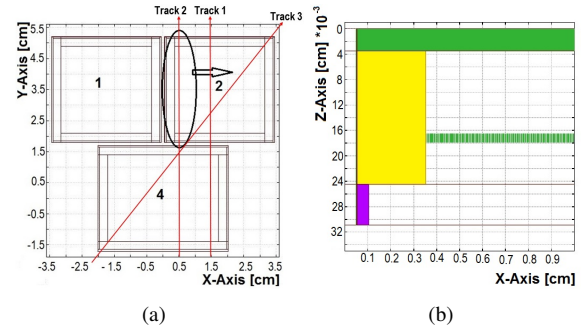 Track 2 Track 1 Track 3
Y-Axis [cm]
5.5
4.5
3.5
2.5
1.5
0.5
-0.5
-1.5
1
2
4
-3.5 -2.5 -1.5 -0.5 0.5 1.5 2.5 3.5
X-Axis [cm]
(a)
Z-Axis [cm] *10⁻³
0
4
8
12
16
20
24
28
32
0.1 0.2 0.3 0.4 0.5 0.6 0.7 0.8 0.9
X-Axis [cm]
(b)